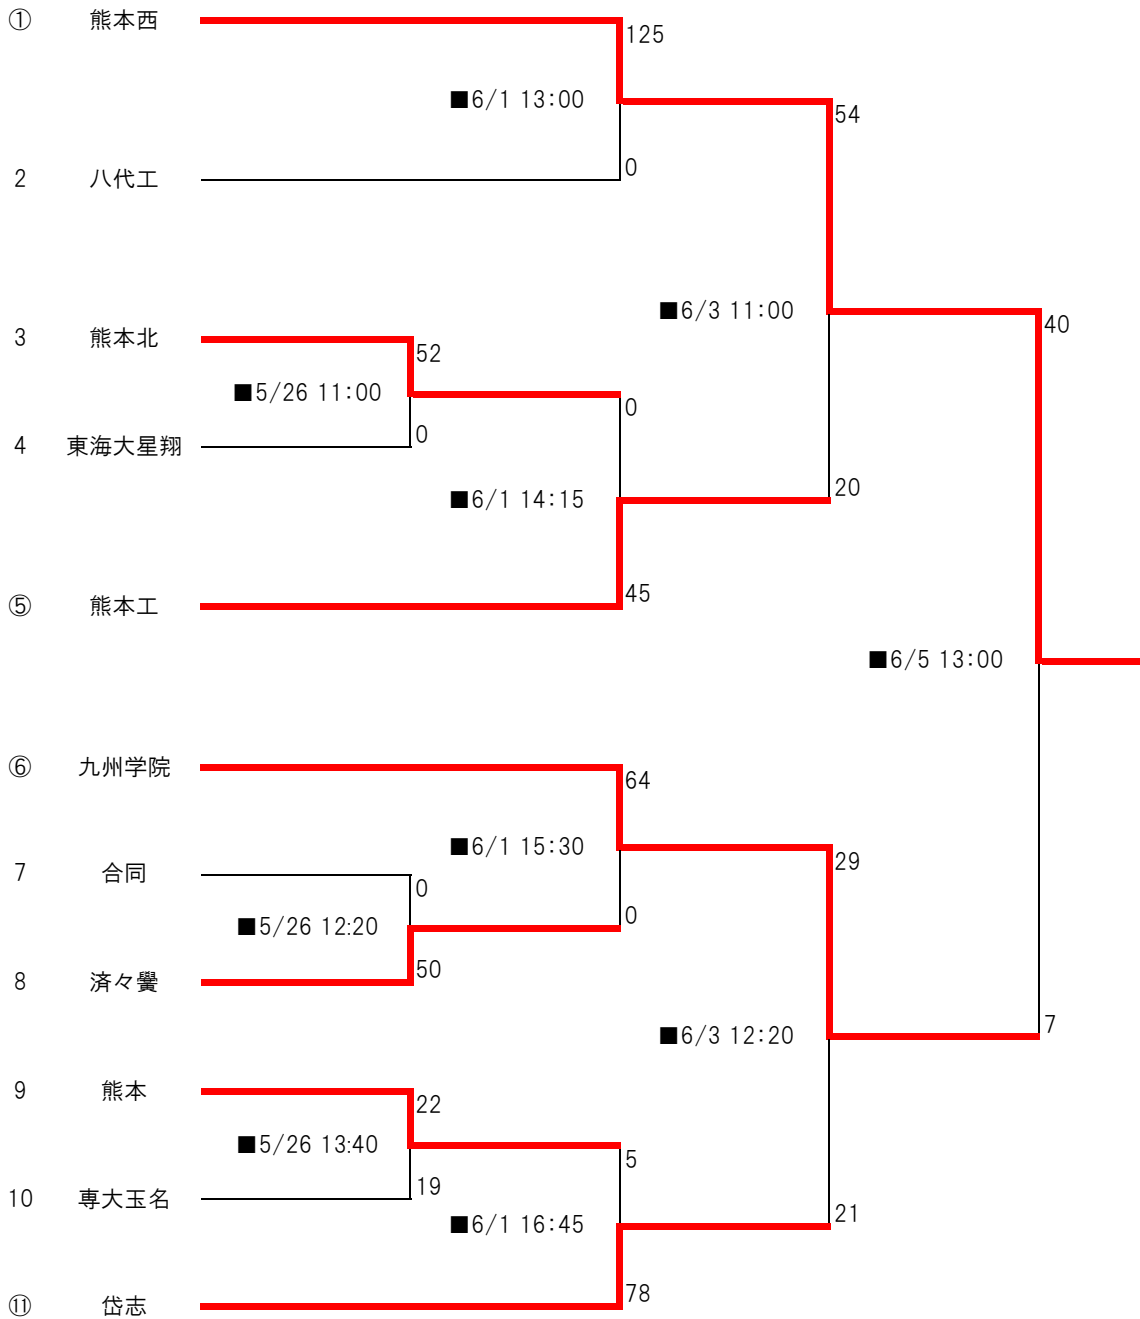 ① 熊本西
125
■6/1 13:00
54
0
2 八代工
■6/3 11:00
40
3 熊本北
52
■5/26 11:00
0
0
4 東海大星翔
20
■6/1 14:15
45
⑤ 熊本工
■6/5 13:00
⑥ 九州学院
64
■6/1 15:30
29
7 合同
0
0
■5/26 12:20
50
8 済々黌
7
■6/3 12:20
9 熊本
22
■5/26 13:40
5
19
10 専大玉名
21
■6/1 16:45
78
⑪ 岱志